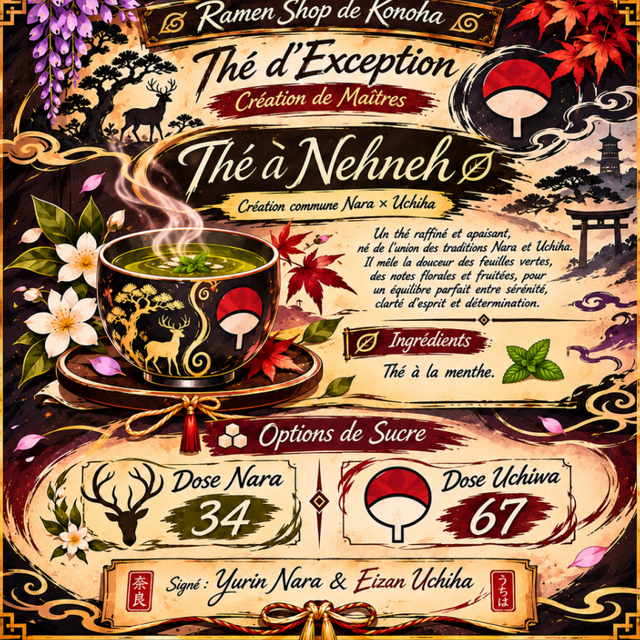 Ramen Shop de Konoha
Thé d'Exception
Création de Maîtres
Thé à Nehneh
Création commune Nara × Uchiha
Un thé raffiné et apaisant,
né de l'union des traditions Nara et Uchiha.
Il mêle la douceur des feuilles vertes,
des notes florales et fruitées, pour
un équilibre parfait entre sérénité,
clarté d'esprit et détermination.
Ingrédients
Thé à la menthe.
Options de Sucre
Dose Nara
34
Dose Uchiwa
67
奈良
Signé : Yurin Nara & Eizan Uchiha
うちは